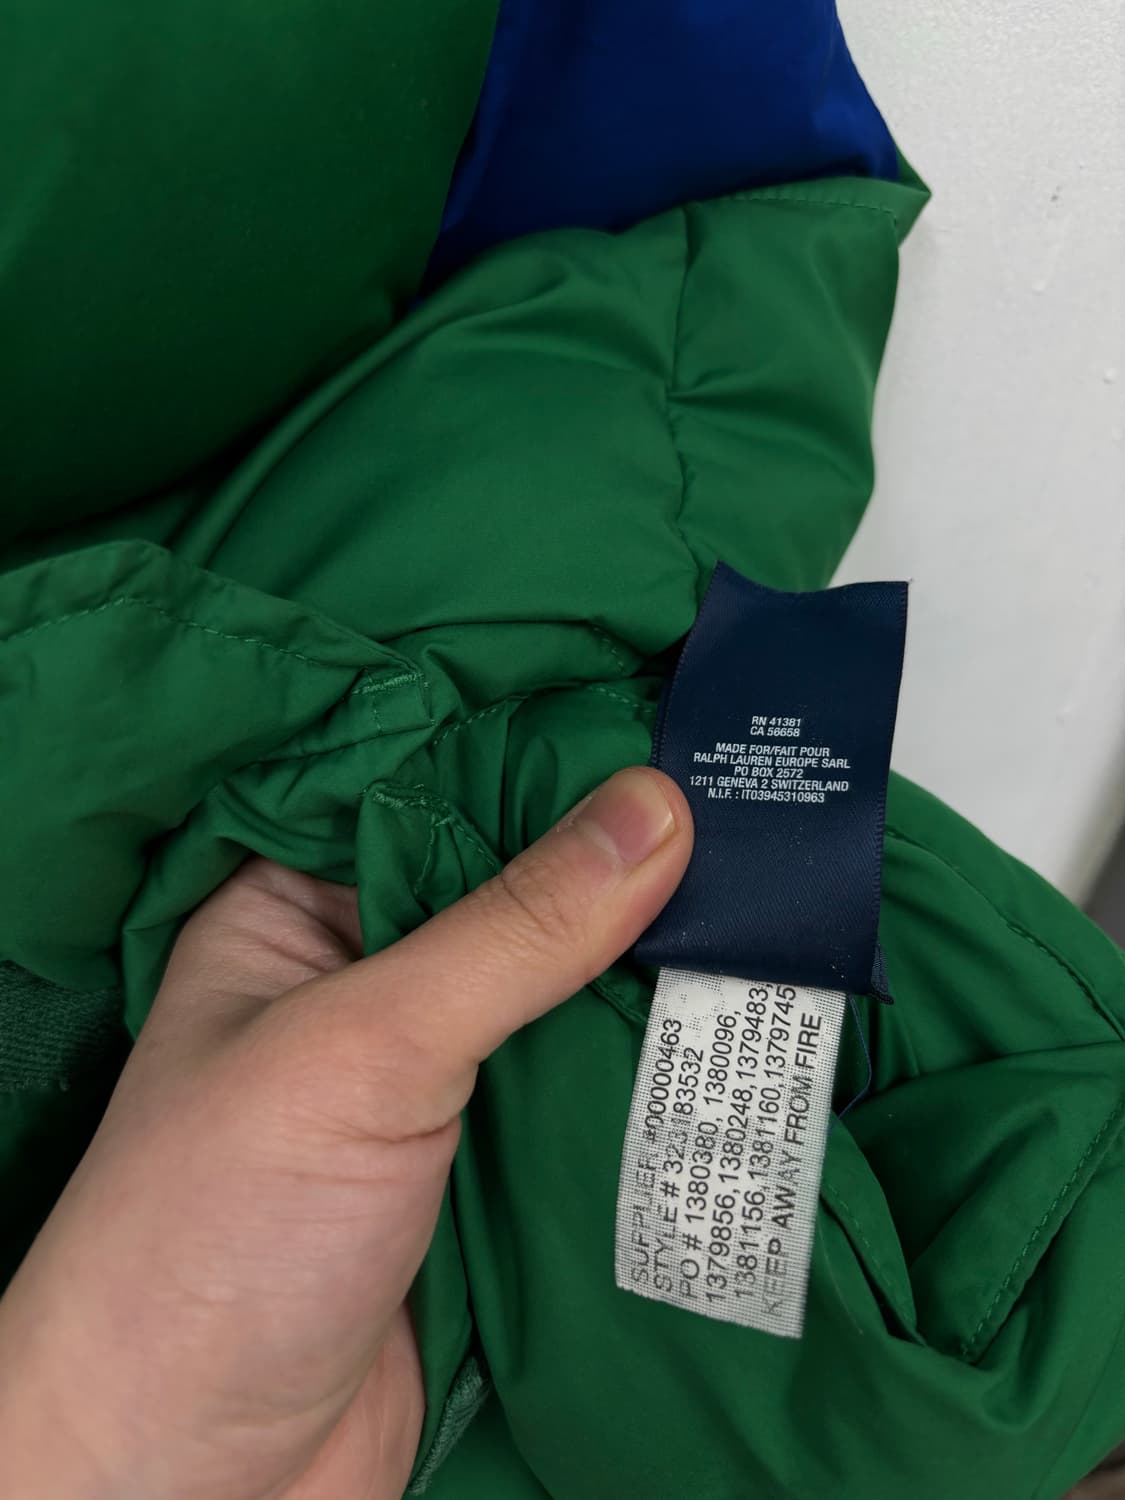 RN 41381
CA 56658
MADE FOR/FAIT POUR
RALPH LAUREN EUROPE SARL
PO BOX 2572
1211 GENEVA 2 SWITZERLAND
N.I.F. : IT03945310963
SUPPLIER #00000463
STYLE # 323183532
PO # 1380380, 1380096,
1379856,1380248,1379483,
1381156,1381160,1379745
KEEP AWAY FROM FIRE